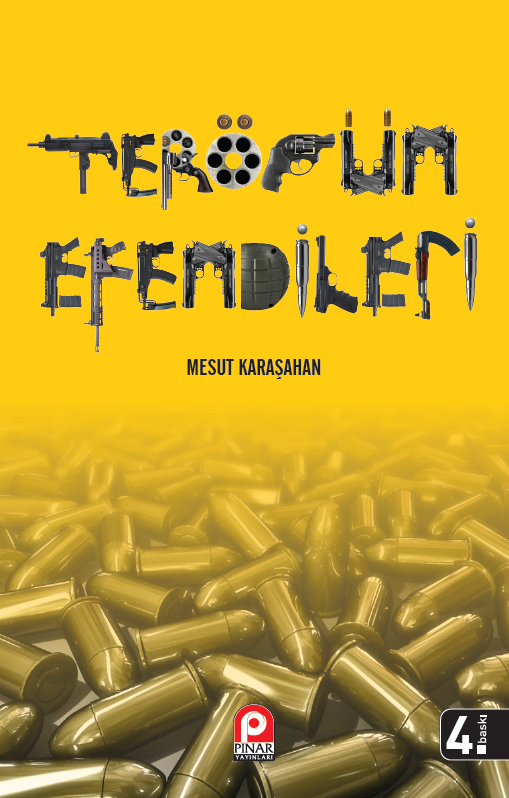 TERÖRÜN
EFENDİLERİ
MESUT KARAŞAHAN
PINAR
YAYINLARI
4. baskı